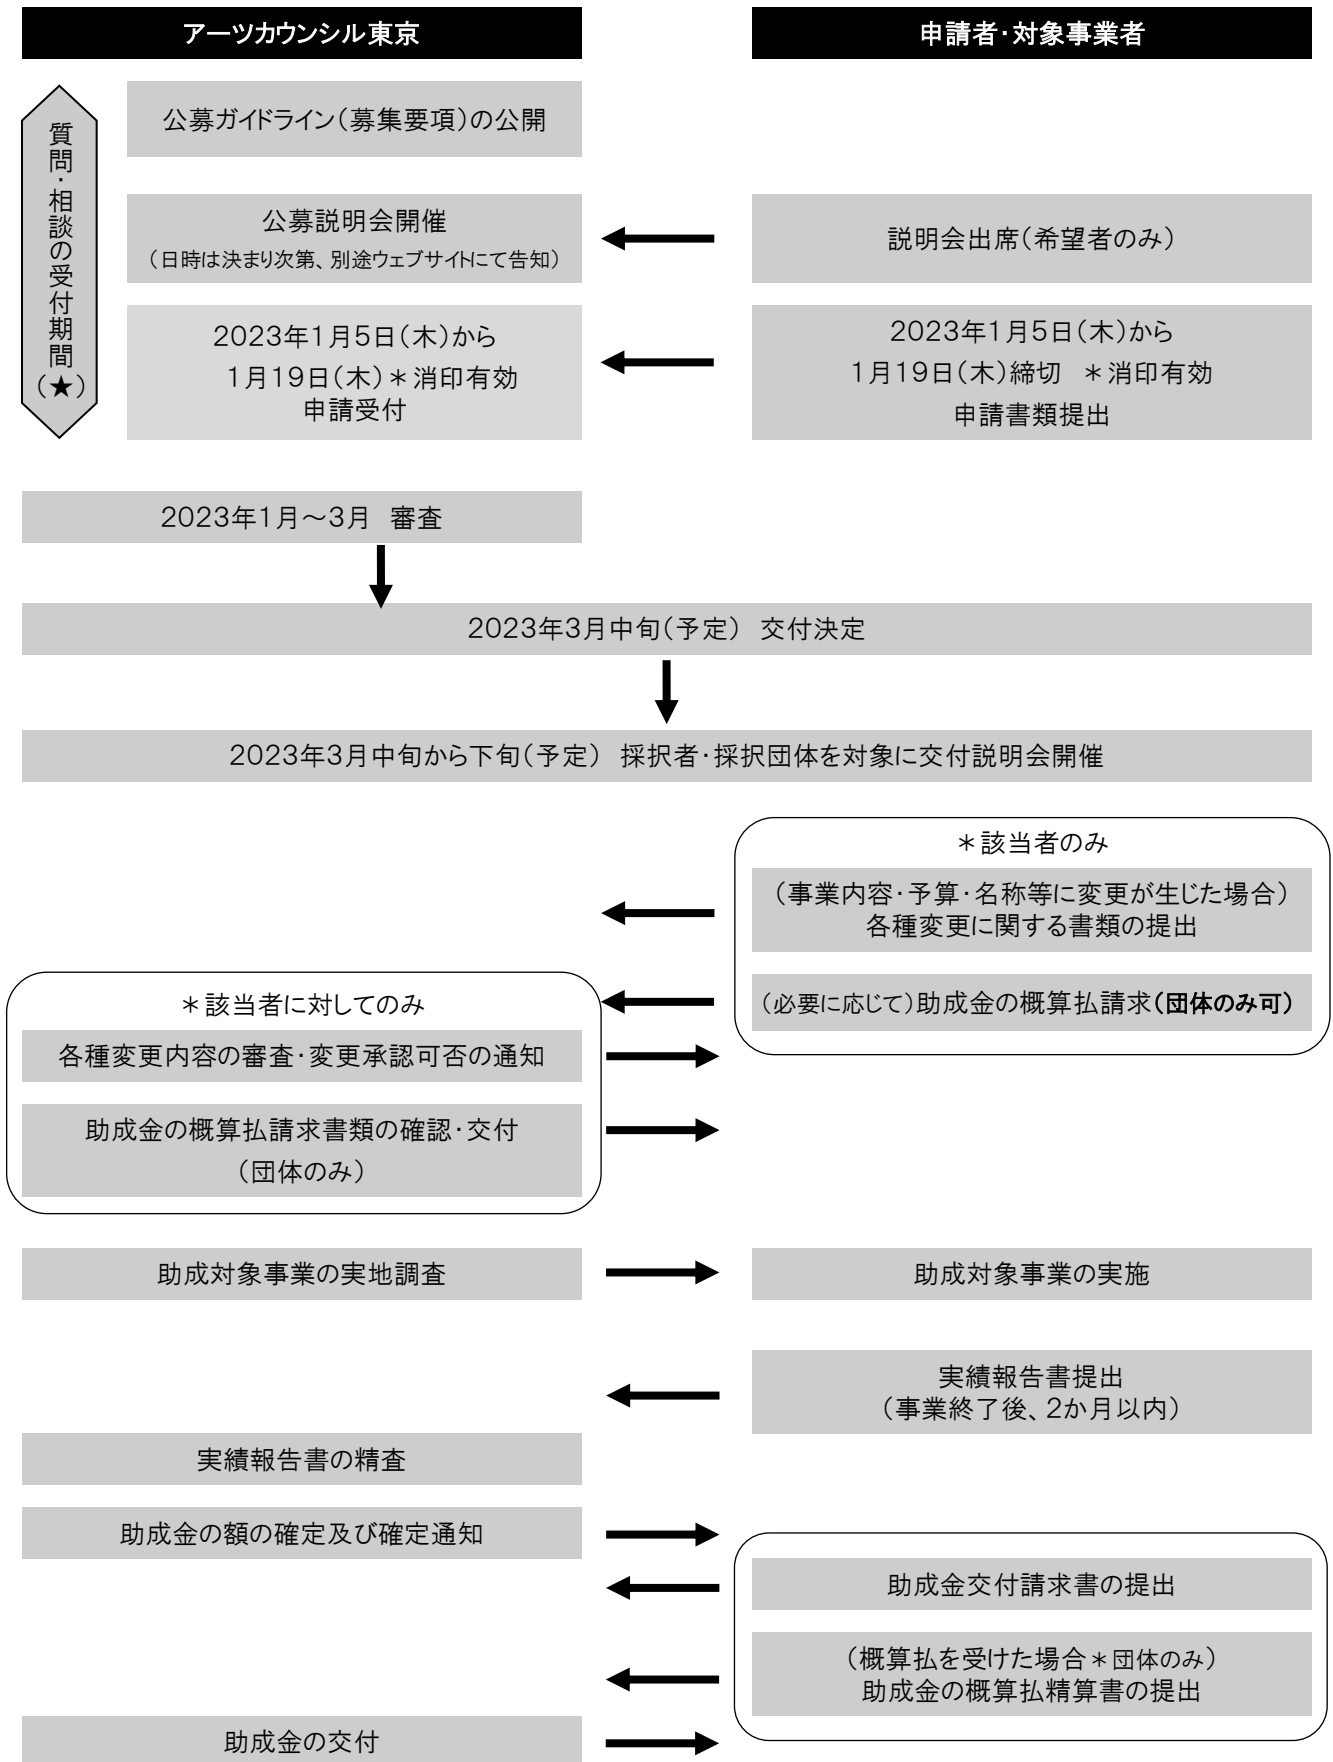 アーツカウンシル東京
申請者・対象事業者
質問・相談の受付期間(★)
公募ガイドライン(募集要項)の公開
公募説明会開催
(日時は決まり次第、別途ウェブサイトにて告知)
説明会出席(希望者のみ)
2023年1月5日(木)から
1月19日(木)＊消印有効
申請受付
2023年1月5日(木)から
1月19日(木)締切　＊消印有効
申請書類提出
2023年1月～3月　審査
2023年3月中旬(予定)　交付決定
2023年3月中旬から下旬(予定)　採択者・採択団体を対象に交付説明会開催
＊該当者のみ
(事業内容・予算・名称等に変更が生じた場合)
各種変更に関する書類の提出
(必要に応じて)助成金の概算払請求(団体のみ可)
＊該当者に対してのみ
各種変更内容の審査・変更承認可否の通知
助成金の概算払請求書類の確認・交付
(団体のみ)
助成対象事業の実地調査
助成対象事業の実施
実績報告書提出
(事業終了後、2か月以内)
実績報告書の精査
助成金の額の確定及び確定通知
助成金交付請求書の提出
(概算払を受けた場合＊団体のみ)
助成金の概算払精算書の提出
助成金の交付